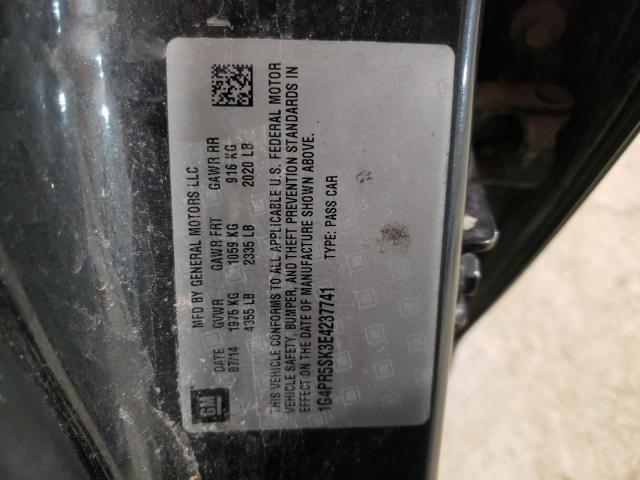 GM
MFD BY GENERAL MOTORS LLC
DATE GVWR GAWR FRT GAWR RR
07/14 1975 KG 1059 KG 916 KG
4355 LB 2335 LB 2020 LB
THIS VEHICLE CONFORMS TO ALL APPLICABLE U.S. FEDERAL MOTOR
VEHICLE SAFETY, BUMPER, AND THEFT PREVENTION STANDARDS IN
EFFECT ON THE DATE OF MANUFACTURE SHOWN ABOVE.
1G4PR5SK3E4237741 TYPE: PASS CAR